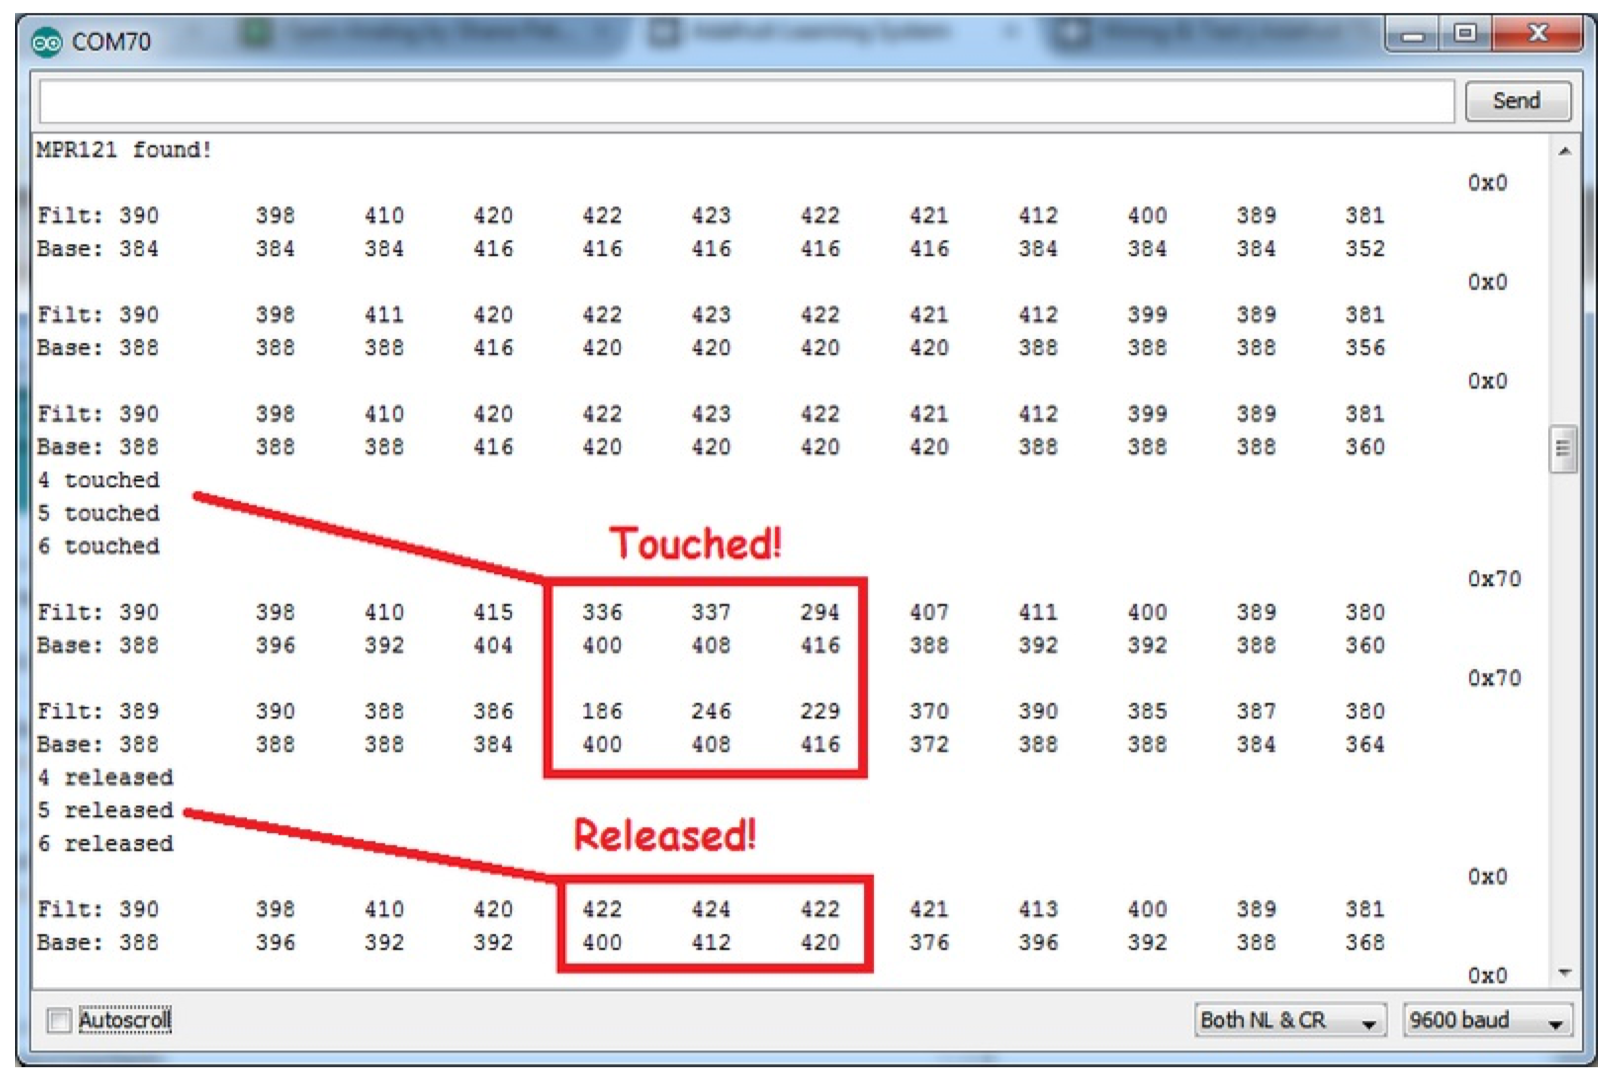 COM70
Send
MPR121 found!
0x0
Filt: 390 398 410 420 422 423 422 421 412 400 389 381
Base: 384 384 384 416 416 416 416 416 384 384 384 352
0x0
Filt: 390 398 411 420 422 423 422 421 412 399 389 381
Base: 388 388 388 416 420 420 420 420 388 388 388 356
0x0
Filt: 390 398 410 420 422 423 422 421 412 399 389 381
Base: 388 388 388 416 420 420 420 420 388 388 388 360
4 touched
5 touched
Touched!
6 touched
0x70
Filt: 390 398 410 415 336 337 294 407 411 400 389 380
Base: 388 396 392 404 400 408 416 388 392 392 388 360
0x70
Filt: 389 390 388 386 186 246 229 370 390 385 387 380
Base: 388 388 388 384 400 408 416 372 388 388 384 364
4 released
5 released
Released!
6 released
0x0
Filt: 390 398 410 420 422 424 422 421 413 400 389 381
Base: 388 396 392 392 400 412 420 376 396 392 388 368
0x0
Autoscroll
Both NL & CR
9600 baud